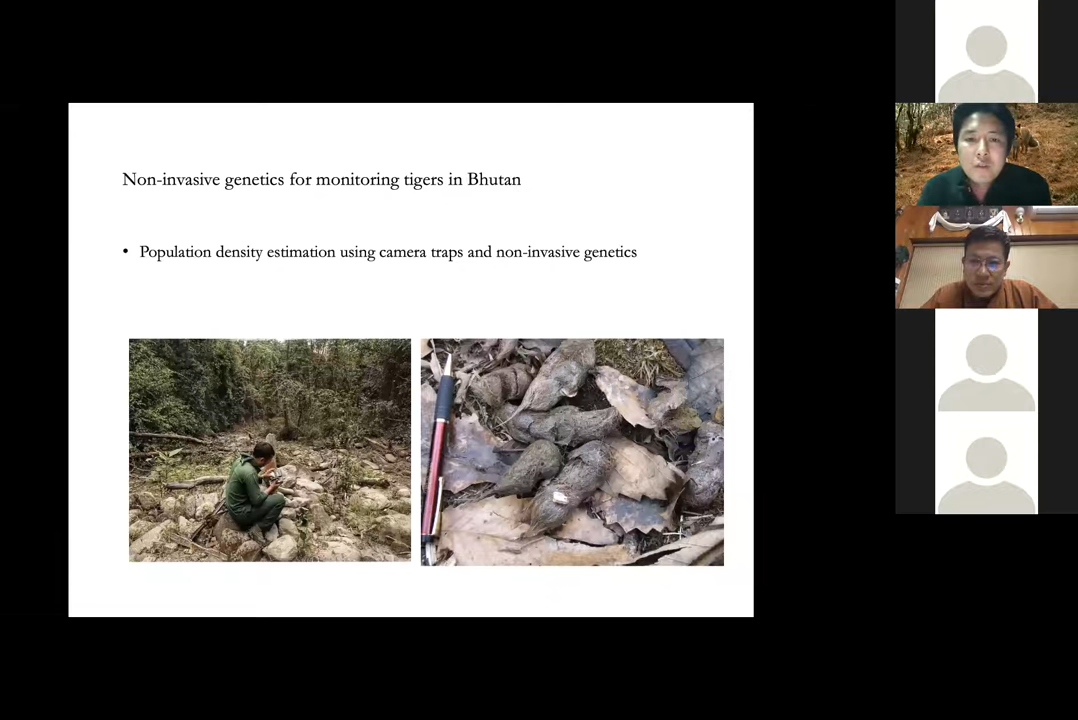 Non-invasive genetics for monitoring tigers in Bhutan
• Population density estimation using camera traps and non-invasive genetics